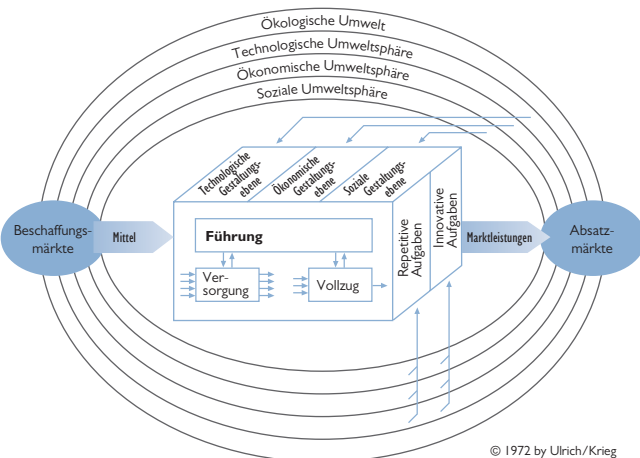 Ökologische Umwelt
Technologische Umweltsphäre
Ökonomische Umweltsphäre
Soziale Umweltsphäre
Technologische
Gestaltungs-
ebene
Ökonomische
Gestaltungs-
ebene
Soziale
Gestaltungs-
ebene
Beschaffungs-
märkte
Mittel
Führung
Ver-
sorgung
Vollzug
Repetitive
Aufgaben
Innovative
Aufgaben
Marktleistungen
Absatz-
märkte
© 1972 by Ulrich/Krieg